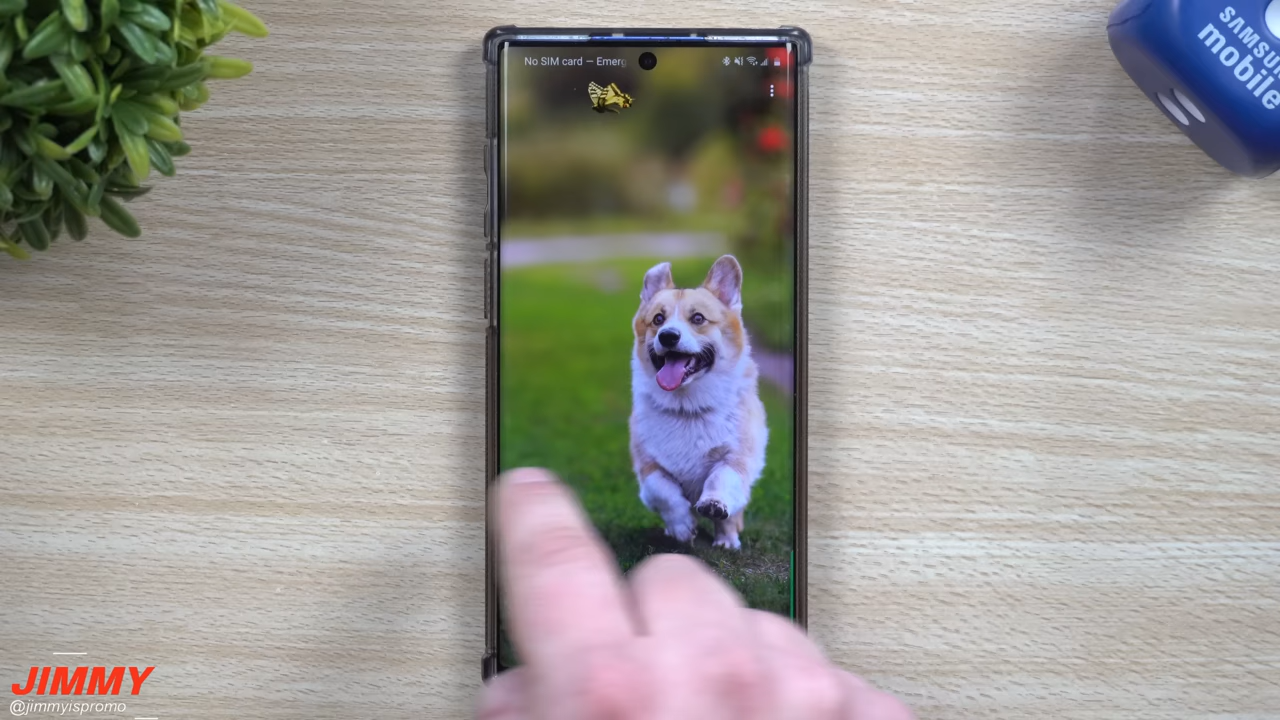 No SIM card — Emerg
SAMSUNG
mobile
JIMMY
@jimmyispromo